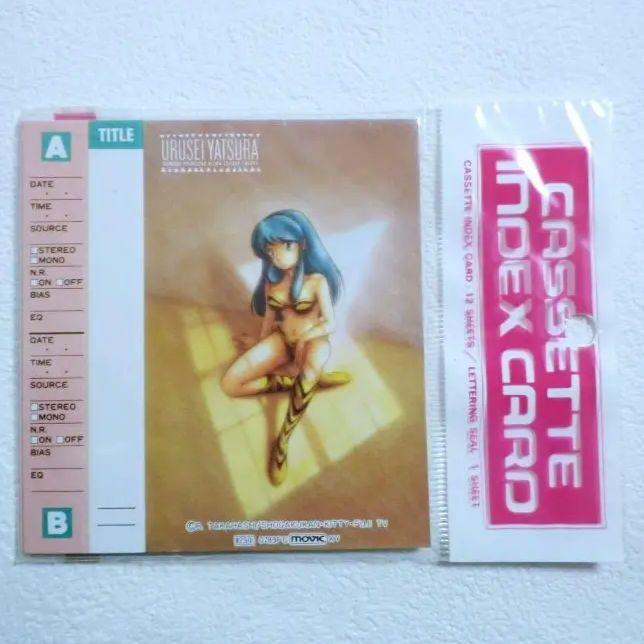 A
TITLE
DATE
TIME
SOURCE
STEREO
MONO
N.R.
ON OFF
BIAS
EQ
DATE
TIME
SOURCE
STEREO
MONO
N.R.
ON OFF
BIAS
EQ
B
URUSEI YATSURA
©R. TAKAHASHI/SHOGAKUKAN·KITTY·FUJI TV
movic
CASSETTE INDEX CARD 12 SHEETS / LETTERING SEAL 1 SHEET
CASSETTE
INDEX CARD